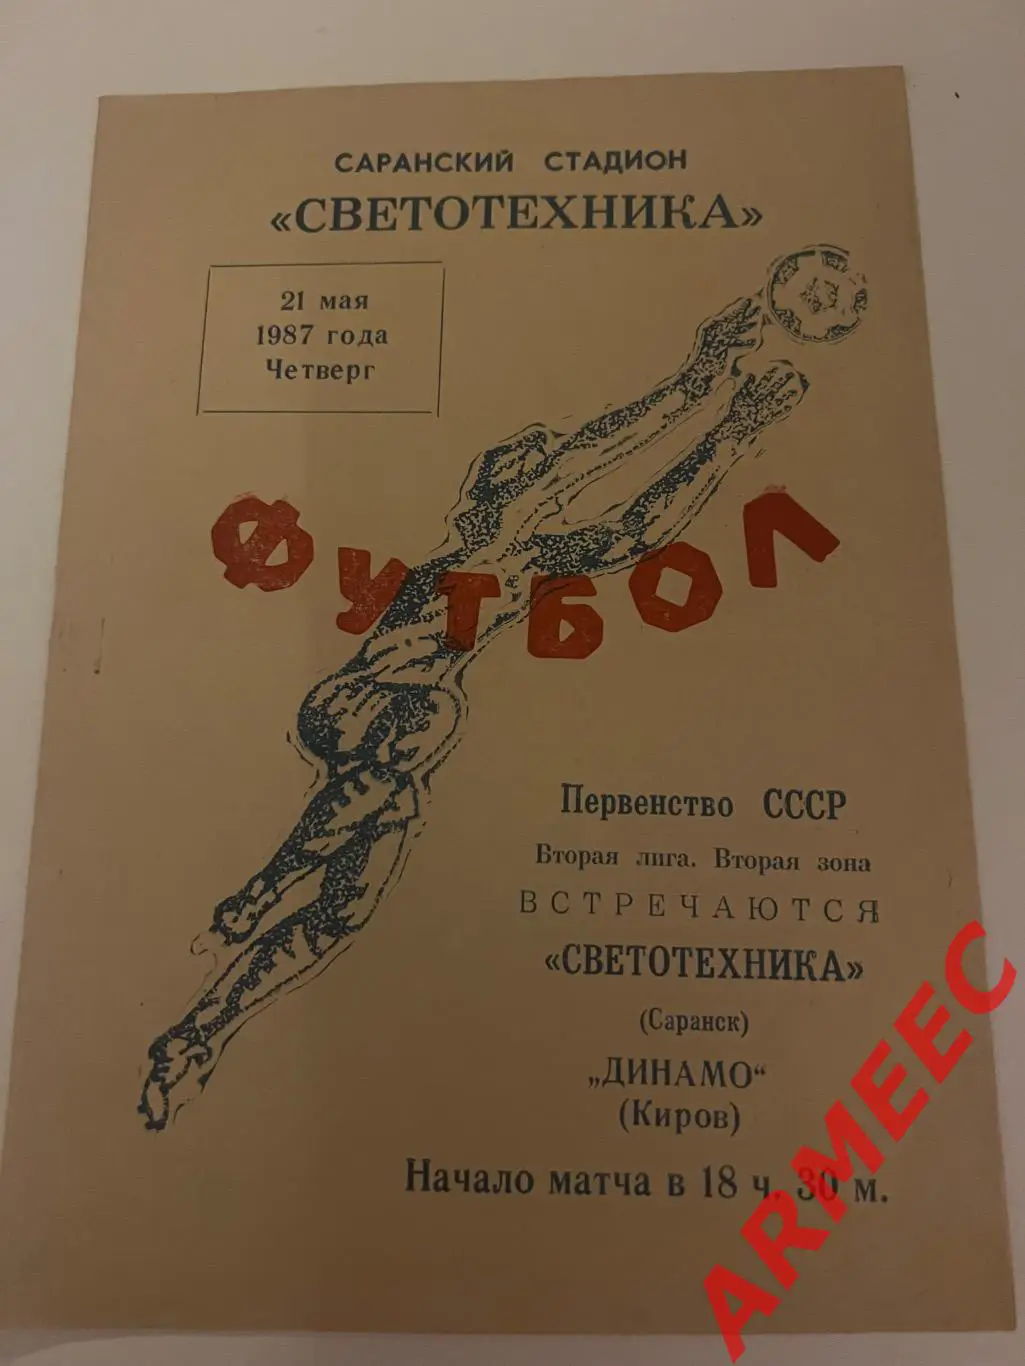 САРАНСКИЙ СТАДИОН
«СВЕТОТЕХНИКА»
21 мая
1987 года
Четверг
ФУТБОЛ
Первенство СССР
Вторая лига. Вторая зона
ВСТРЕЧАЮТСЯ
«СВЕТОТЕХНИКА»
(Саранск)
„ДИНАМО“
(Киров)
Начало матча в 18 ч. 30 м.
ARMEEC